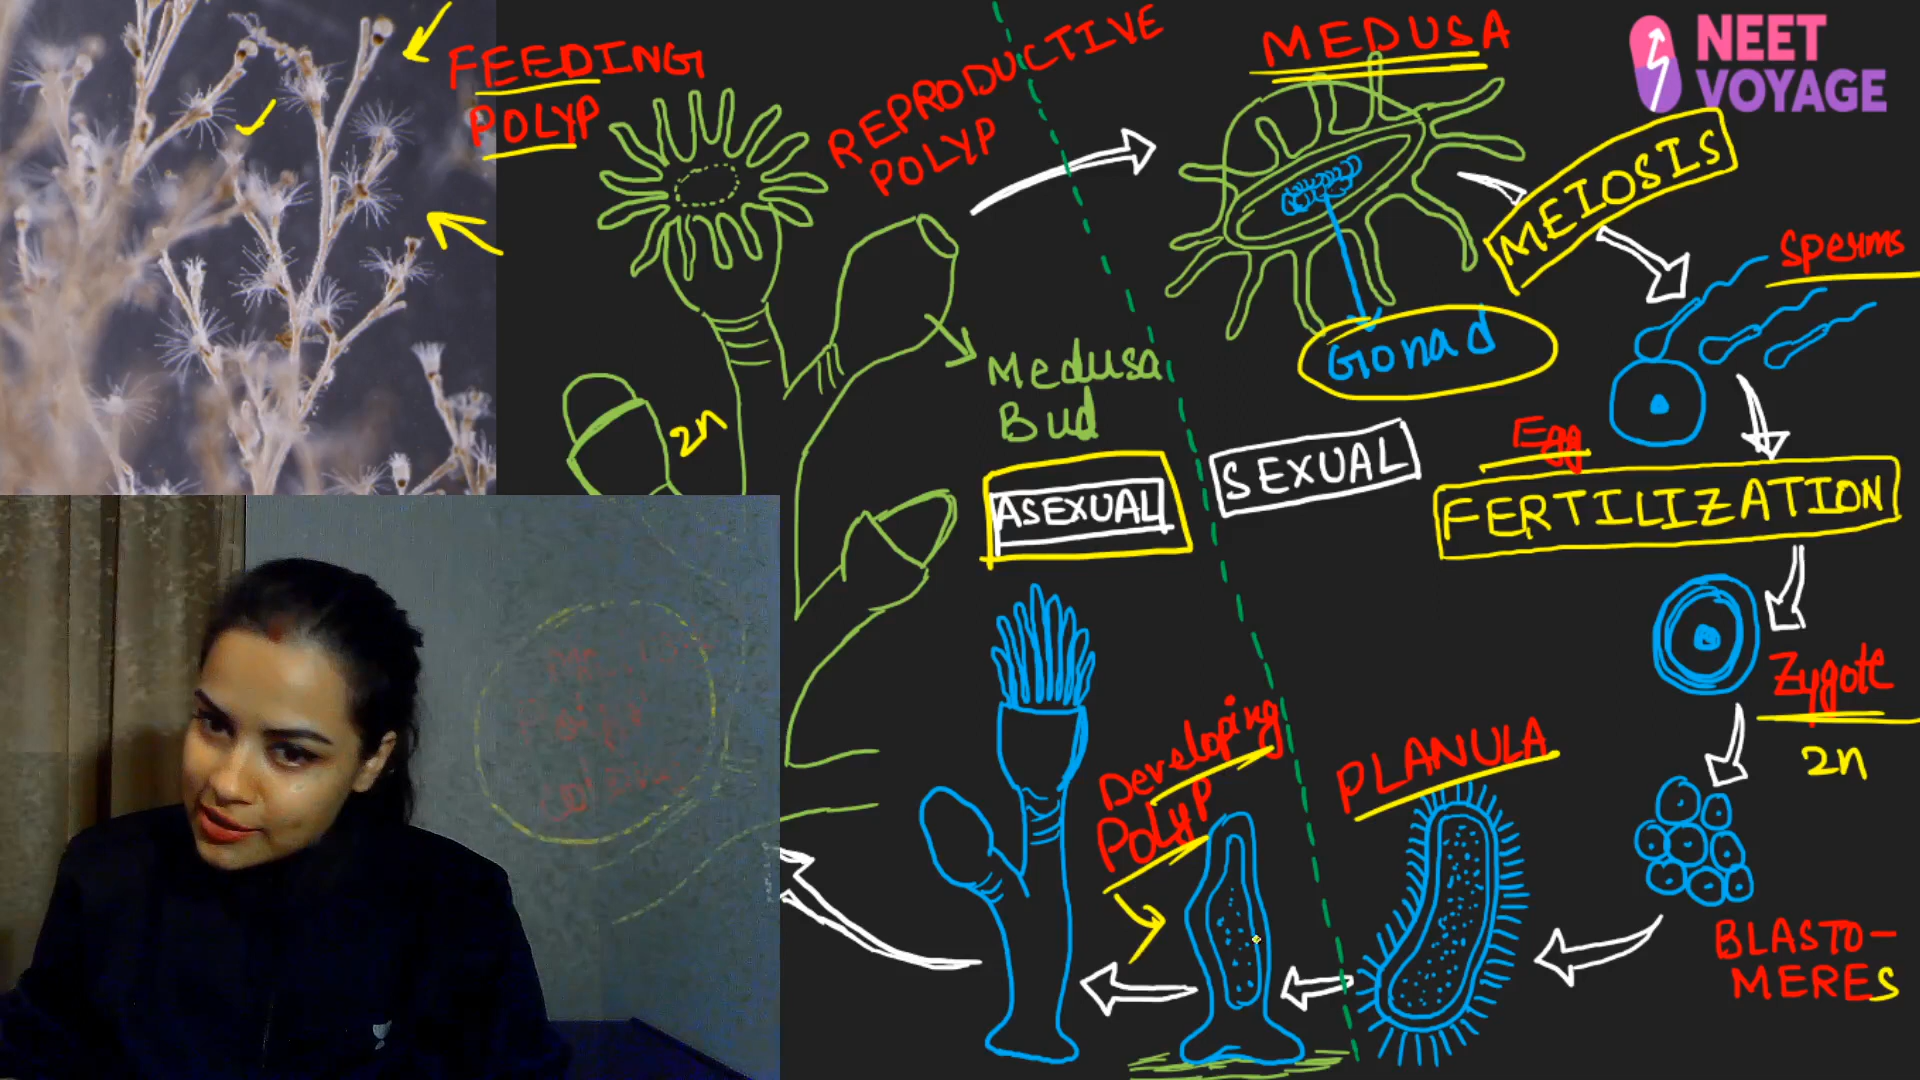 NEET
VOYAGE
FEEDING
POLYP
REPRODUCTIVE
POLYP
MEDUSA
MEIOSIS
Sperms
Gonad
Medusa
Bud
2n
Egg
ASEXUAL
SEXUAL
FERTILIZATION
Zygote
2n
Developing
PolyP
PLANULA
BLASTO-
MERES